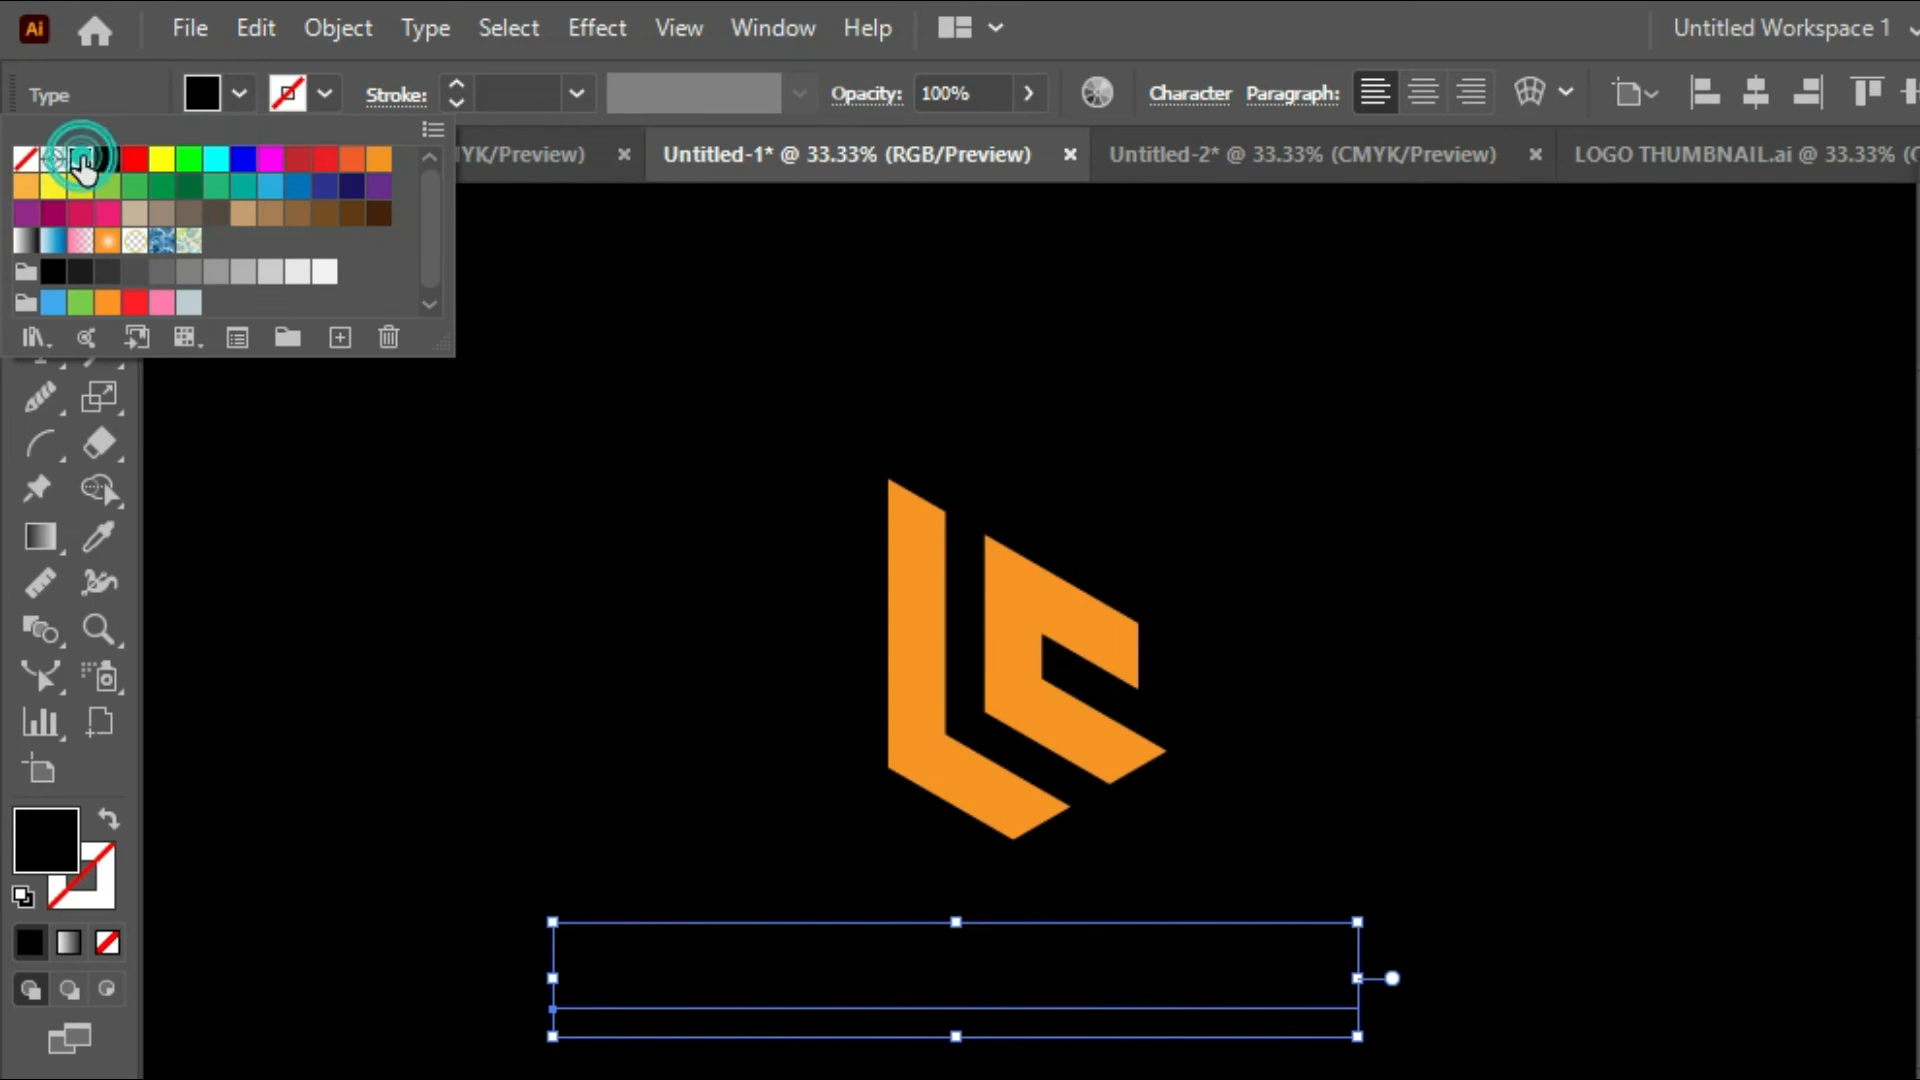 Ai File Edit Object Type Select Effect View Window Help Untitled Workspace 1
Type Stroke: Opacity: 100% Character Paragraph:
YK/Preview) × Untitled-1* @ 33.33% (RGB/Preview) × Untitled-2* @ 33.33% (CMYK/Preview) × LOGO THUMBNAIL.ai @ 33.33% (C